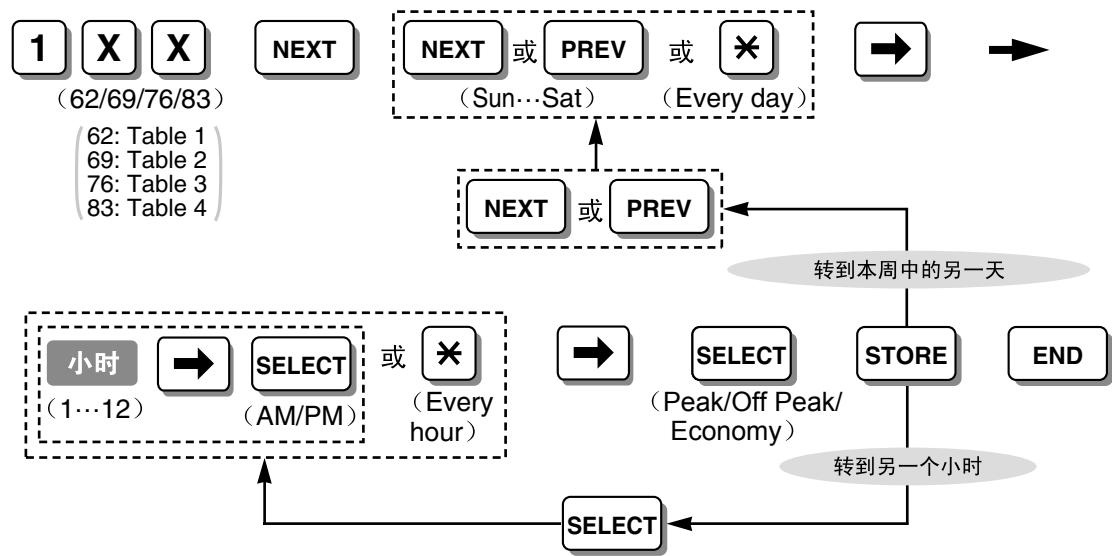 1 X X NEXT NEXT 或 PREV 或 ✕
(62/69/76/83) (Sun…Sat) (Every day)
62: Table 1
69: Table 2
76: Table 3
83: Table 4
NEXT 或 PREV
转到本周中的另一天
小时 SELECT 或 ✕ SELECT STORE END
(1…12) (AM/PM) (Every hour) (Peak/Off Peak/
Economy)
转到另一个小时
SELECT